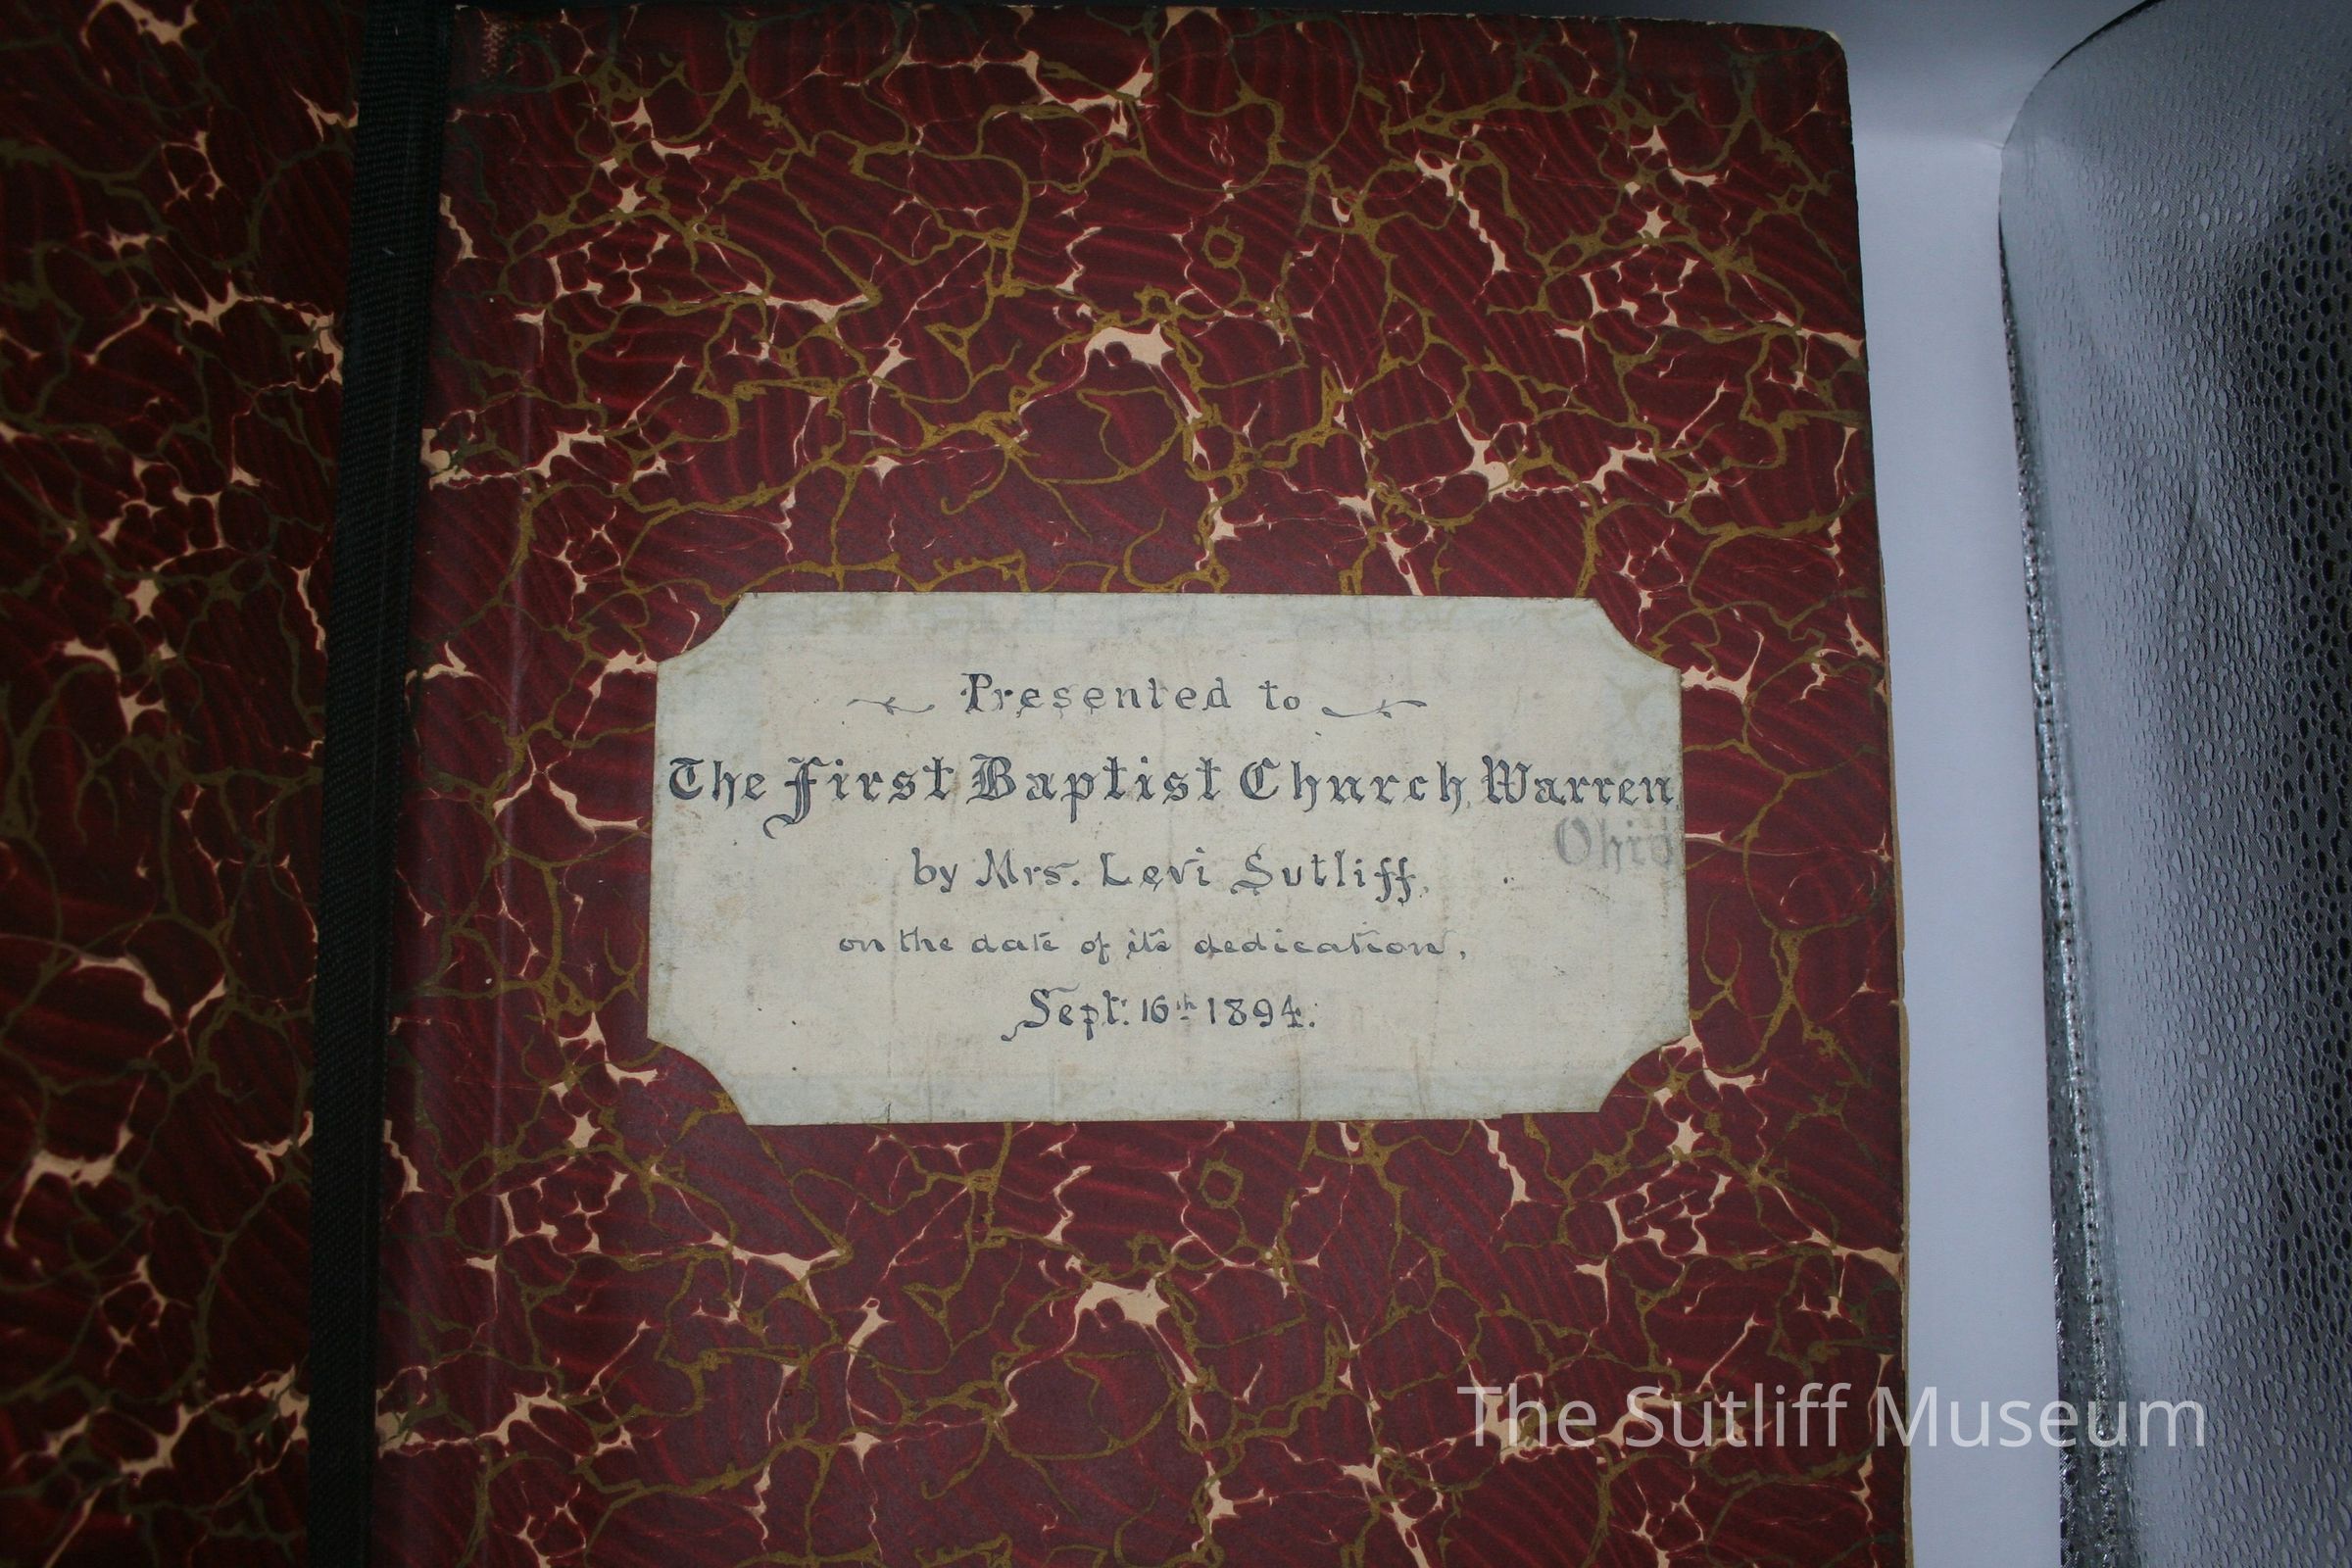 Presented to
The First Baptist Church, Warren,
Ohio
by Mrs. Levi Sutliff,
on the date of its dedication,
Sept. 16th 1894.
The Sutliff Museum